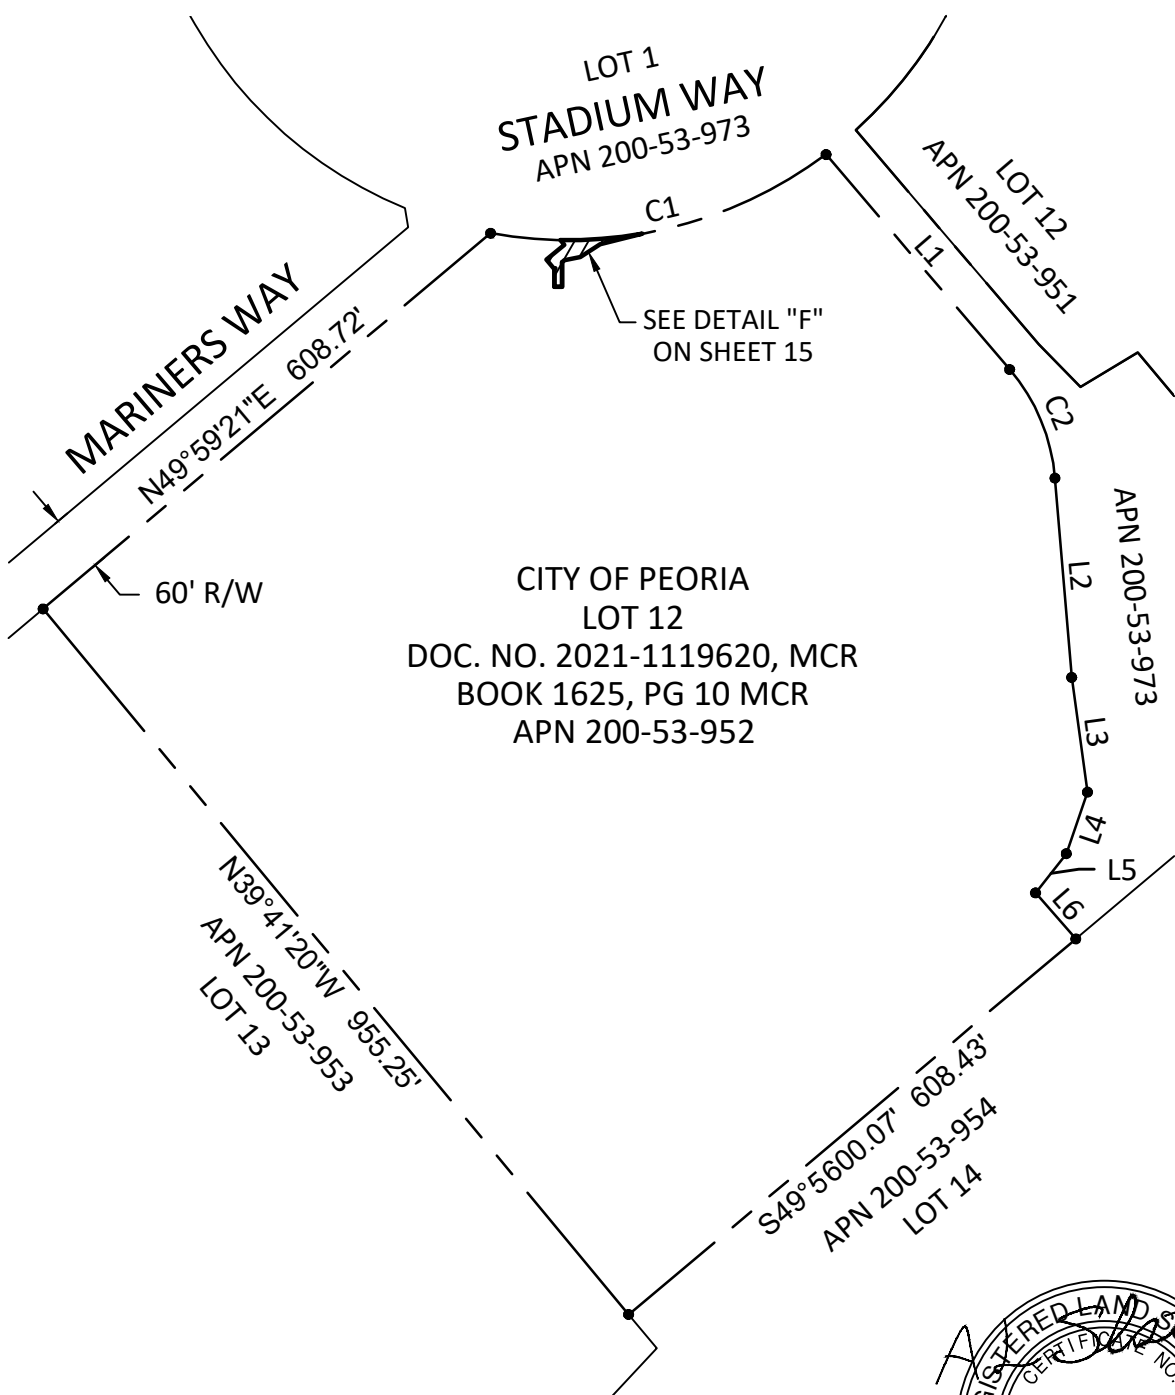 LOT 1
STADIUM WAY
APN 200-53-973
LOT 12
APN 200-53-951
C1
L1
SEE DETAIL "F"
ON SHEET 15
MARINERS WAY
N49°59'21"E 608.72'
C2
60' R/W
CITY OF PEORIA
LOT 12
DOC. NO. 2021-1119620, MCR
BOOK 1625, PG 10 MCR
APN 200-53-952
L2
APN 200-53-973
L3
L4
L5
L6
N39°41'20"W 955.25'
APN 200-53-953
LOT 13
S49°5600.07' 608.43'
APN 200-53-954
LOT 14
ISTERED LAND S
CERTIFICATE NO.